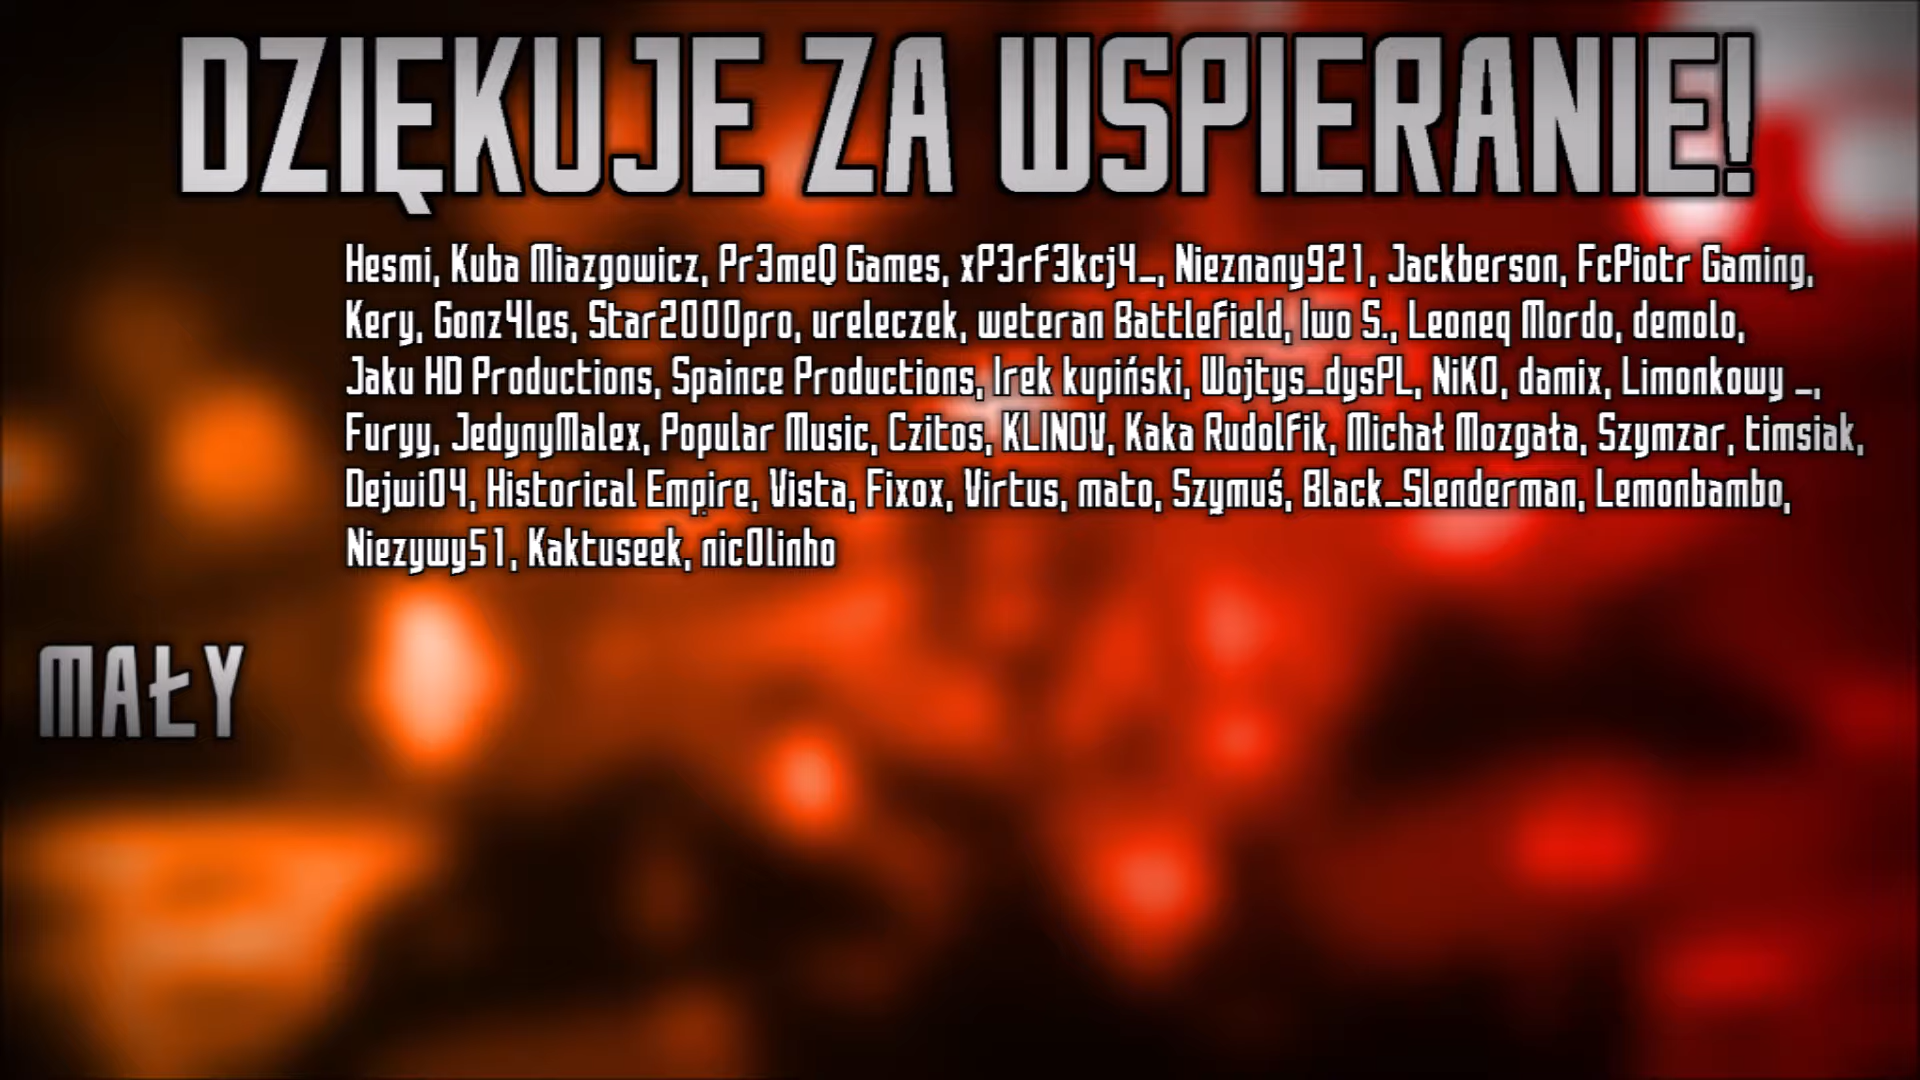 DZIĘKUJE ZA WSPIERANIE!
Hesmi, Kuba Miazgowicz, Pr3meQ Games, xP3rF3kcj4_, Nieznany921, Jackberson, FcPiotr Gaming,
Kery, Gonz4les, Star2000pro, ureleczek, weteran Battlefield, Iwo S., Leoneq Mordo, demolo,
Jaku HD Productions, Spaince Productions, Irek kupiński, Wojtys_dysPL, NiKO, damix, Limonkowy _,
Furyy, JedynyMalex, Popular Music, Czitos, KLINOV, Kaka Rudolfik, Michał Mozgała, Szymzar, timsiak,
Dejwi04, Historical Empire, Vista, Fixox, Virtus, mato, Szymuś, Black_Slenderman, Lemonbambo,
Niezywy51, Kaktuseek, nic0linho
MAŁY